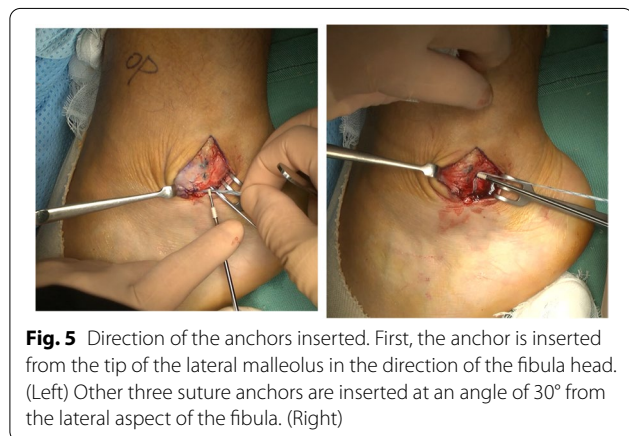 OP
Fig. 5 Direction of the anchors inserted. First, the anchor is inserted
from the tip of the lateral malleolus in the direction of the fibula head.
(Left) Other three suture anchors are inserted at an angle of 30° from
the lateral aspect of the fibula. (Right)